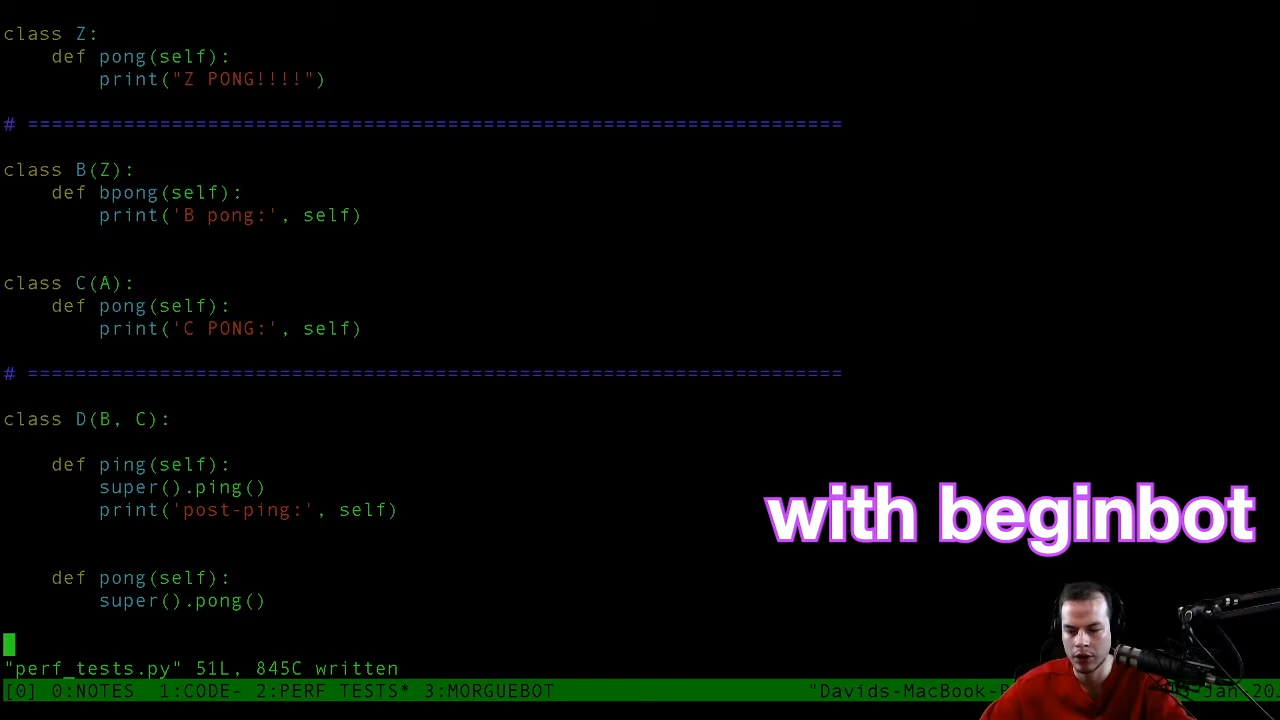 class Z:
    def pong(self):
        print("Z PONG!!!!")
# ====================================================================
class B(Z):
    def bpong(self):
        print('B pong:', self)
class C(A):
    def pong(self):
        print('C PONG:', self)
# ====================================================================
class D(B, C):
    def ping(self):
        super().ping()
        print('post-ping:', self)
    def pong(self):
        super().pong()
with beginbot
"perf_tests.py" 51L, 845C written
[0] 0:NOTES  1:CODE- 2:PERF TESTS* 3:MORGUEBOT "Davids-MacBook-